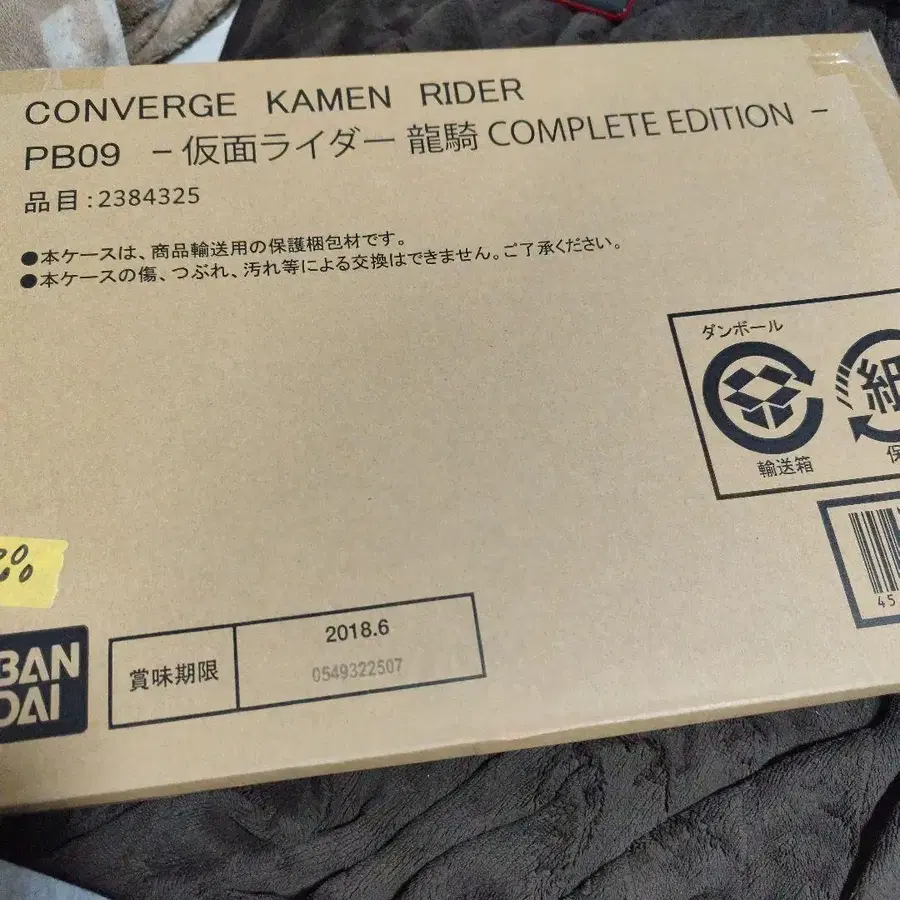 CONVERGE KAMEN RIDER
PB09 －仮面ライダー 龍騎 COMPLETE EDITION －
品目:2384325
●本ケースは、商品輸送用の保護梱包材です。
●本ケースの傷、つぶれ、汚れ等による交換はできません。ご了承ください。
ダンボール
輸送箱
紙
保
45
BAN
DAI
賞味期限
2018.6
0549322507